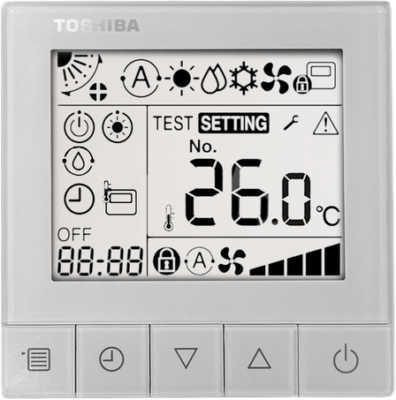 TOSHIBA
A
TEST SETTING
No.
26.0°C
OFF
88:88 A